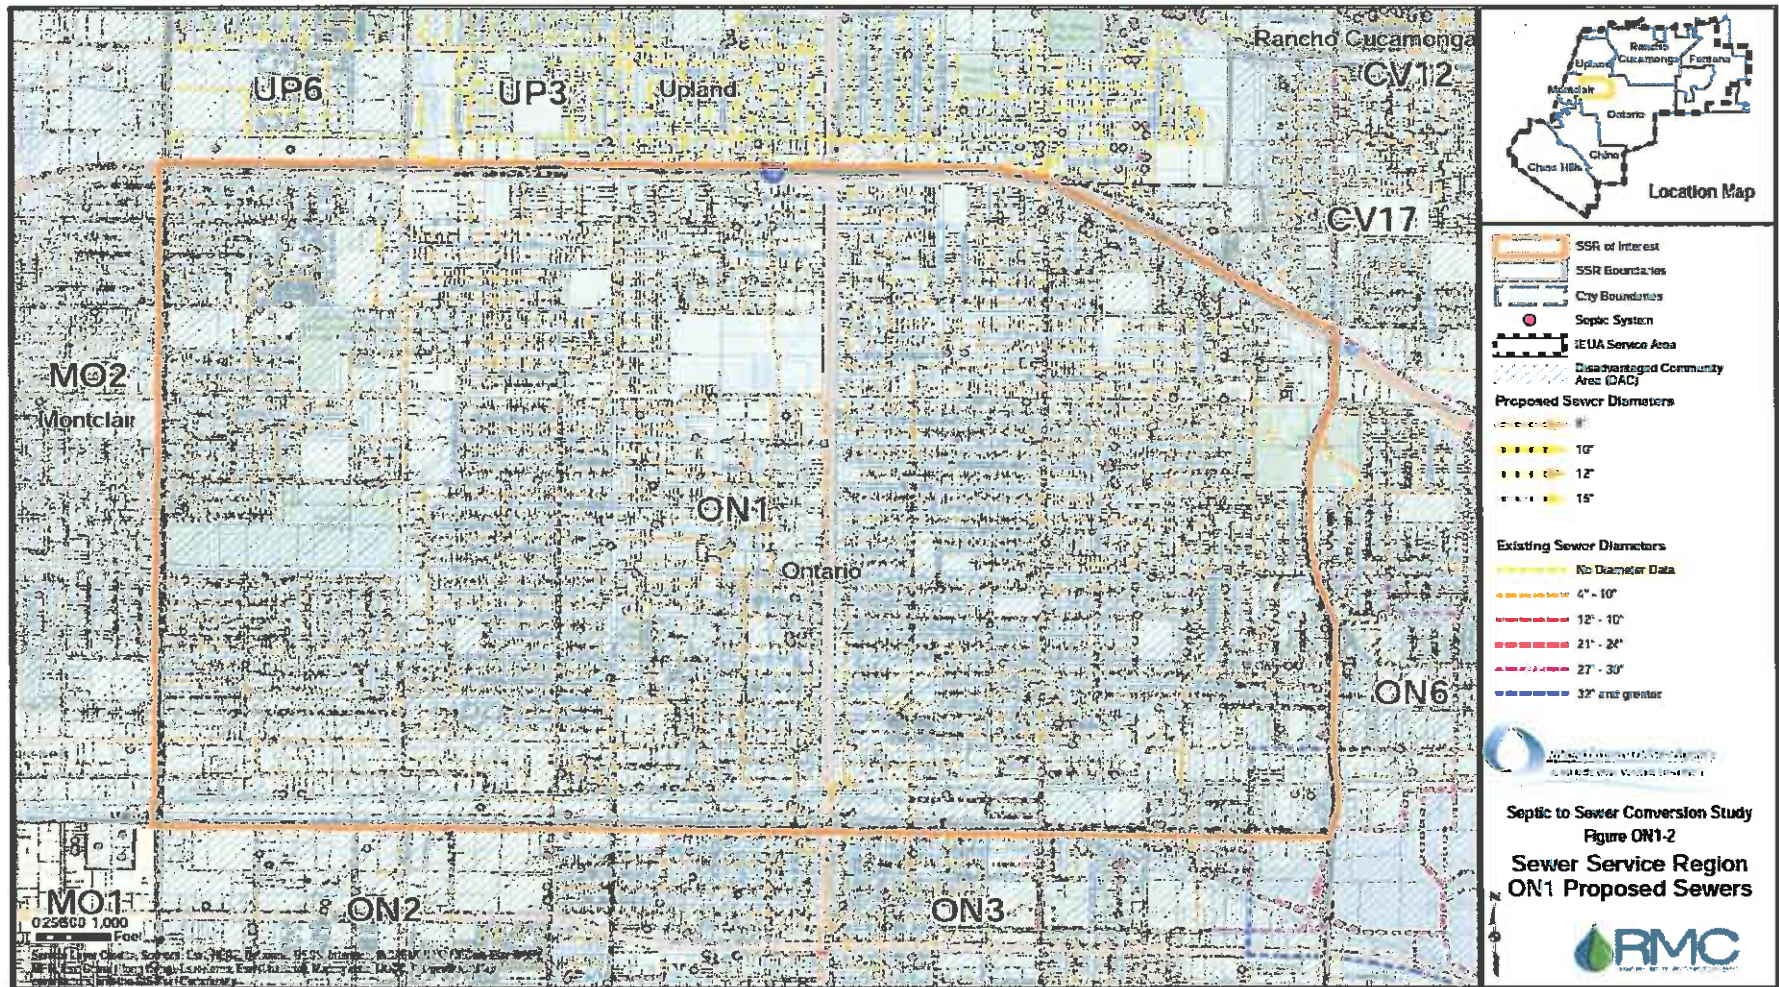 UP6
UP3
Upland
Rancho Cucamonga
CV12
CV17
MO2
Montclair
ON1
Ontario
ON6
MO1
ON2
ON3
1,000
Feet
Rancho
Cucamonga
Fontana
Upland
Montclair
Ontario
Chino
Chino Hills
Location Map
SSR of Interest
SSR Boundaries
City Boundaries
Septic System
IEUA Service Area
Disadvantaged Community
Area (DAC)
Proposed Sewer Diameters
8"
10"
12"
15"
Existing Sewer Diameters
No Diameter Data
4" - 10"
21" - 24"
27" - 30"
32" and greater
Septic to Sewer Conversion Study
Figure ON1-2
Sewer Service Region
ON1 Proposed Sewers
N
RMC